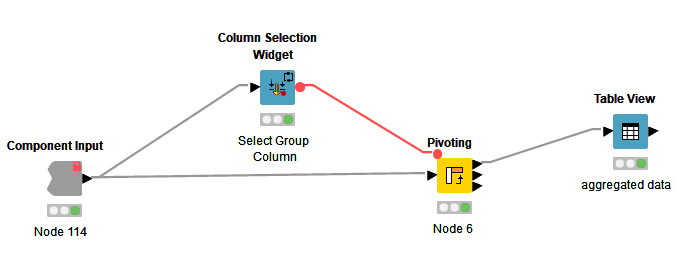 Column Selection
Widget
Select Group
Column
Component Input
Node 114
Pivoting
Node 6
Table View
aggregated data